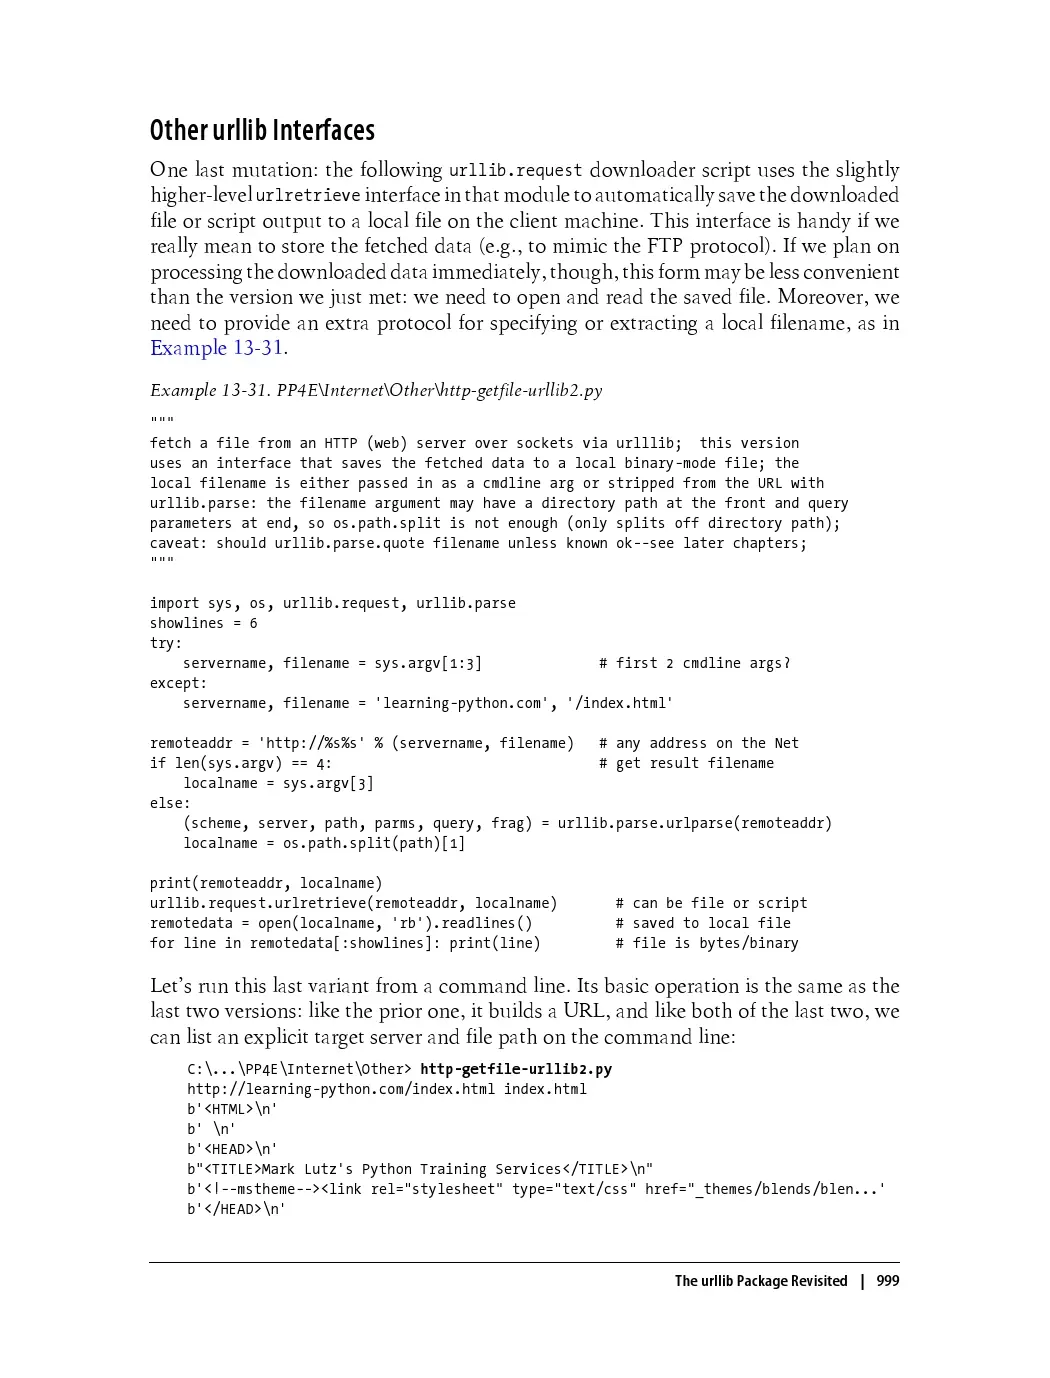 Other urllib Interfaces
One last mutation: the following urllib.request downloader script uses the slightly
higher-level urlretrieve interface in that module to automatically save the downloaded
file or script output to a local file on the client machine. This interface is handy if we
really mean to store the fetched data (e.g., to mimic the FTP protocol). If we plan on
processing the downloaded data immediately, though, this form may be less convenient
than the version we just met: we need to open and read the saved file. Moreover, we
need to provide an extra protocol for specifying or extracting a local filename, as in
Example 13-31.
Example 13-31. PP4E\Internet\Other\http-getfile-urllib2.py
"""
fetch a file from an HTTP (web) server over sockets via urlllib;  this version
uses an interface that saves the fetched data to a local binary-mode file; the
local filename is either passed in as a cmdline arg or stripped from the URL with
urllib.parse: the filename argument may have a directory path at the front and query
parameters at end, so os.path.split is not enough (only splits off directory path);
caveat: should urllib.parse.quote filename unless known ok--see later chapters;
"""
import sys, os, urllib.request, urllib.parse
showlines = 6
try:
    servername, filename = sys.argv[1:3]              # first 2 cmdline args?
except:
    servername, filename = 'learning-python.com', '/index.html'
remoteaddr = 'http://%s%s' % (servername, filename)   # any address on the Net
if len(sys.argv) == 4:                                # get result filename
    localname = sys.argv[3]
else:
    (scheme, server, path, parms, query, frag) = urllib.parse.urlparse(remoteaddr)
    localname = os.path.split(path)[1]
print(remoteaddr, localname)
urllib.request.urlretrieve(remoteaddr, localname)       # can be file or script
remotedata = open(localname, 'rb').readlines()          # saved to local file
for line in remotedata[:showlines]: print(line)         # file is bytes/binary
Let's run this last variant from a command line. Its basic operation is the same as the
last two versions: like the prior one, it builds a URL, and like both of the last two, we
can list an explicit target server and file path on the command line:
C:\...\PP4E\Internet\Other> http-getfile-urllib2.py
http://learning-python.com/index.html index.html
b'<HTML>\n'
b' \n'
b'<HEAD>\n'
b"<TITLE>Mark Lutz's Python Training Services</TITLE>\n"
b'<!--mstheme--><link rel="stylesheet" type="text/css" href="_themes/blends/blen...'
b'</HEAD>\n'
The urllib Package Revisited | 999